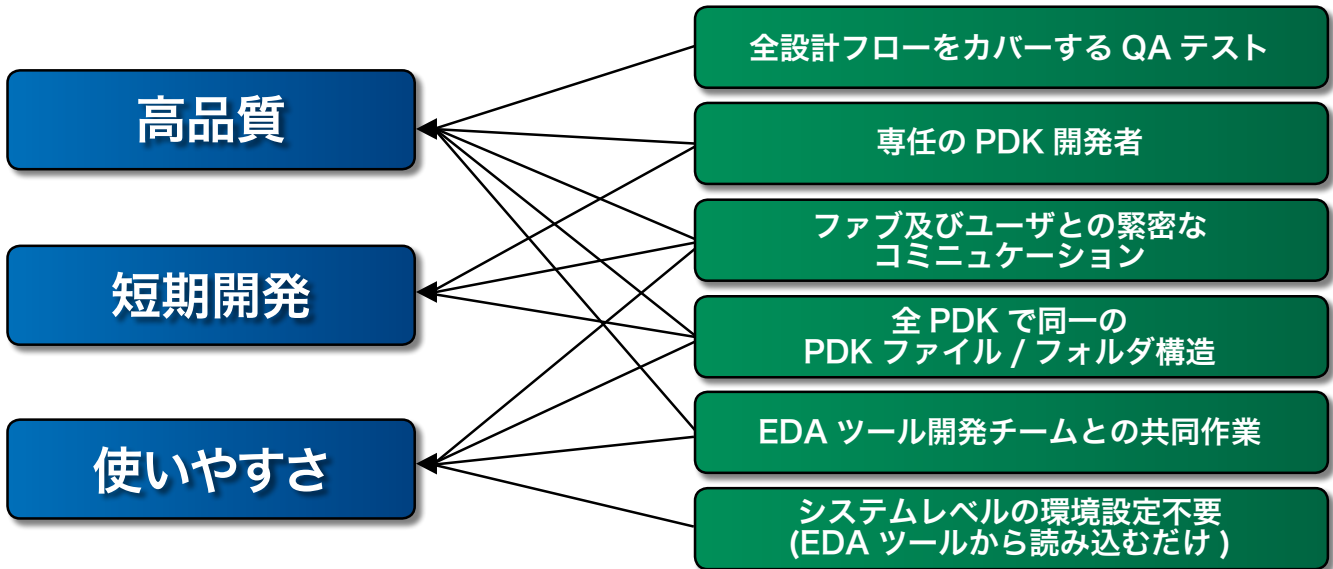 高品質
短期開発
使いやすさ
全設計フローをカバーする QA テスト
専任の PDK 開発者
ファブ及びユーザとの緊密な
コミニュケーション
全 PDK で同一の
PDK ファイル / フォルダ構造
EDA ツール開発チームとの共同作業
システムレベルの環境設定不要
(EDA ツールから読み込むだけ )